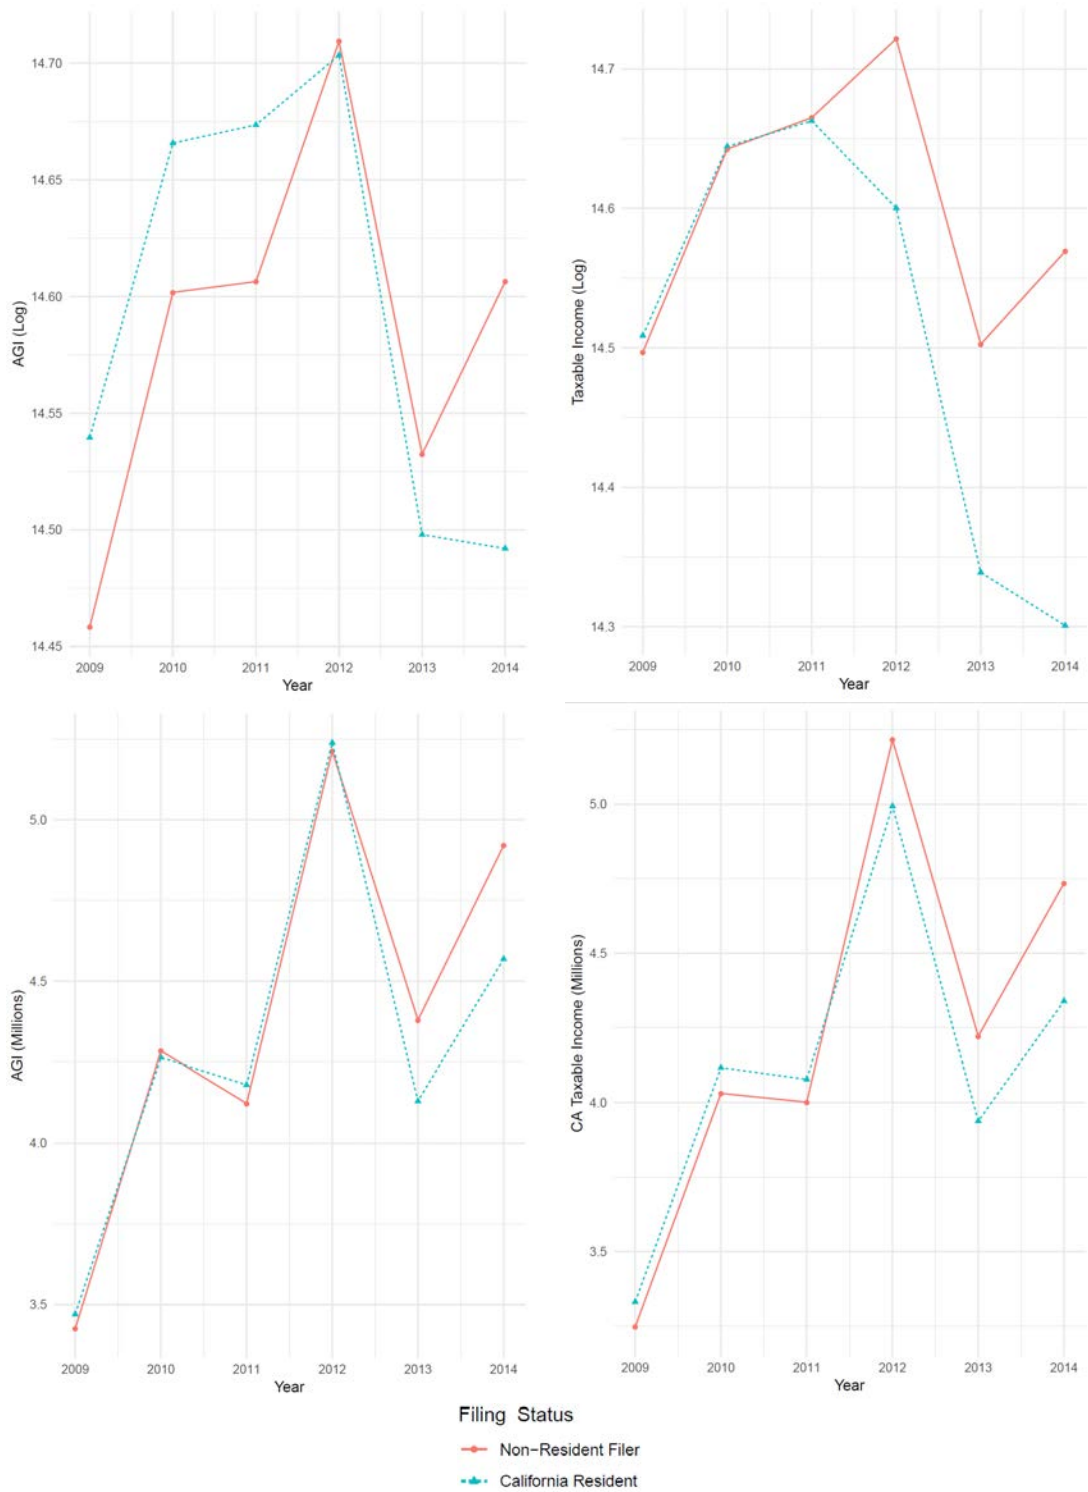 AGI (Log)
14.70
14.65
14.60
14.55
14.50
14.45
2009 2010 2011 2012 2013 2014
Year
Taxable Income (Log)
14.7
14.6
14.5
14.4
14.3
2009 2010 2011 2012 2013 2014
Year
AGI (Millions)
5.0
4.5
4.0
3.5
2009 2010 2011 2012 2013 2014
Year
CA Taxable Income (Millions)
5.0
4.5
4.0
3.5
2009 2010 2011 2012 2013 2014
Year
Filing Status
Non-Resident Filer
California Resident